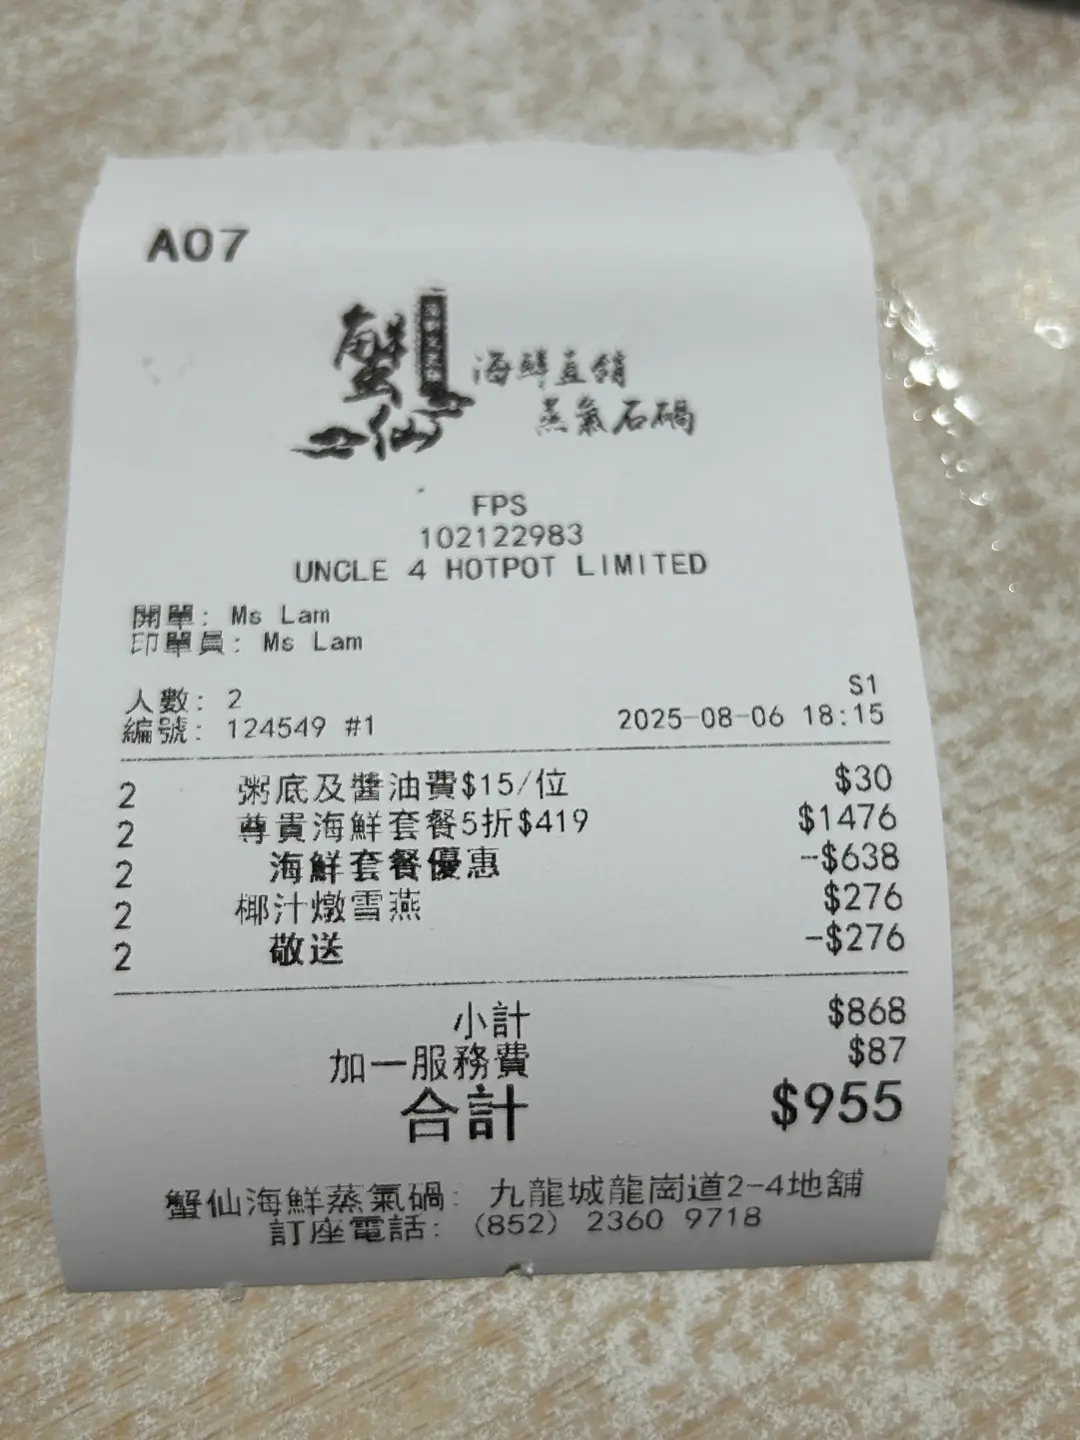 A07
蟹仙
海鮮直銷
蒸氣石鍋
FPS
102122983
UNCLE 4 HOTPOT LIMITED
開單: Ms Lam
印單員: Ms Lam
人數: 2
S1
編號: 124549 #1 2025-08-06 18:15
2 粥底及醬油費$15/位 $30
2 尊貴海鮮套餐5折$419 $1476
2 海鮮套餐優惠 -$638
2 椰汁燉雪燕 $276
2 敬送 -$276
小計 $868
加一服務費 $87
合計 $955
蟹仙海鮮蒸氣鍋: 九龍城龍崗道2-4地舖
訂座電話: (852) 2360 9718